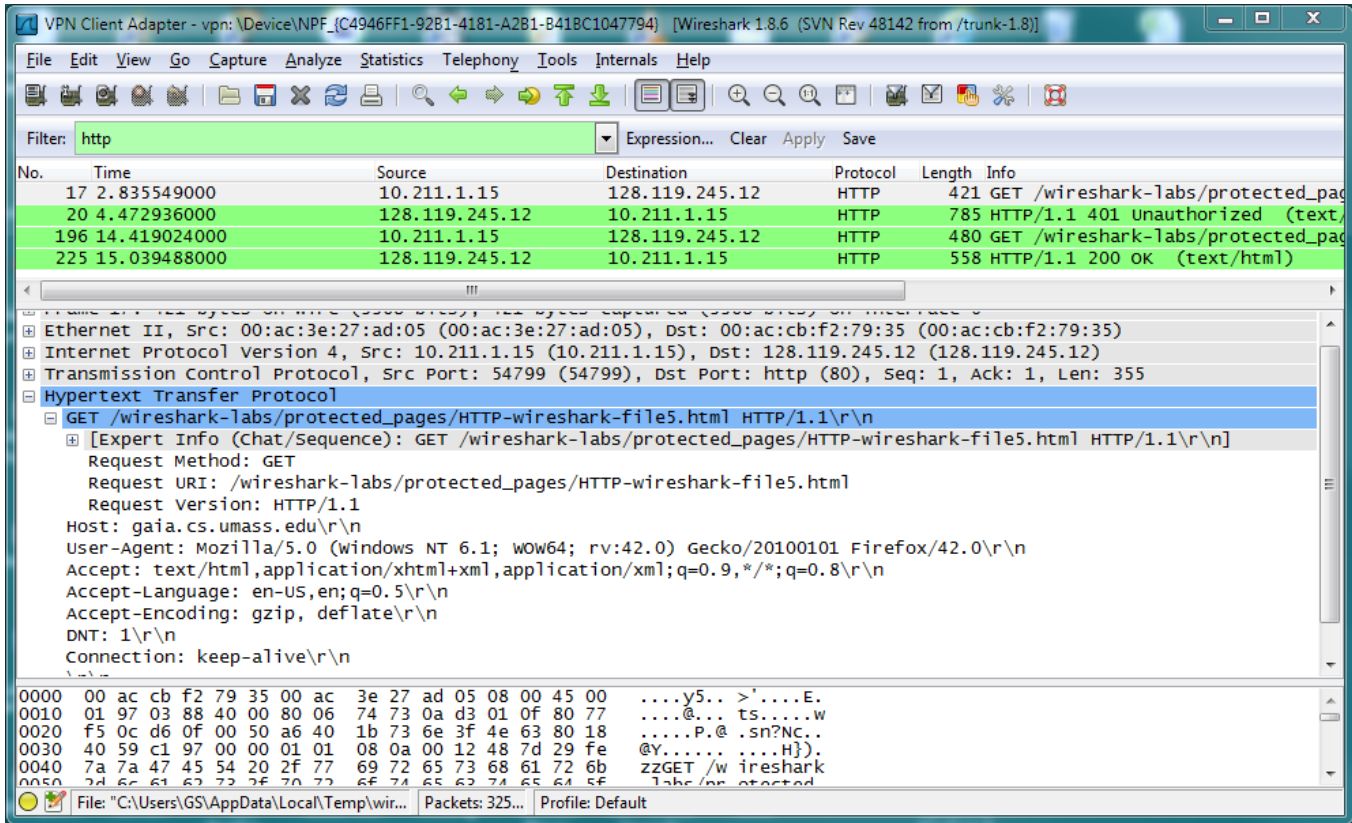 VPN Client Adapter - vpn: \Device\NPF_{C4946FF1-92B1-4181-A2B1-B41BC1047794} [Wireshark 1.8.6 (SVN Rev 48142 from /trunk-1.8)]
File Edit View Go Capture Analyze Statistics Telephony Tools Internals Help
Filter: http Expression... Clear Apply Save
No. Time Source Destination Protocol Length Info
17 2.835549000 10.211.1.15 128.119.245.12 HTTP 421 GET /wireshark-labs/protected_pag
20 4.472936000 128.119.245.12 10.211.1.15 HTTP 785 HTTP/1.1 401 Unauthorized (text/
196 14.419024000 10.211.1.15 128.119.245.12 HTTP 480 GET /wireshark-labs/protected_pag
225 15.039488000 128.119.245.12 10.211.1.15 HTTP 558 HTTP/1.1 200 OK (text/html)
Ethernet II, Src: 00:ac:3e:27:ad:05 (00:ac:3e:27:ad:05), Dst: 00:ac:cb:f2:79:35 (00:ac:cb:f2:79:35)
Internet Protocol Version 4, Src: 10.211.1.15 (10.211.1.15), Dst: 128.119.245.12 (128.119.245.12)
Transmission Control Protocol, Src Port: 54799 (54799), Dst Port: http (80), Seq: 1, Ack: 1, Len: 355
Hypertext Transfer Protocol
GET /wireshark-labs/protected_pages/HTTP-wireshark-file5.html HTTP/1.1\r\n
[Expert Info (Chat/Sequence): GET /wireshark-labs/protected_pages/HTTP-wireshark-file5.html HTTP/1.1\r\n]
Request Method: GET
Request URI: /wireshark-labs/protected_pages/HTTP-wireshark-file5.html
Request Version: HTTP/1.1
Host: gaia.cs.umass.edu\r\n
User-Agent: Mozilla/5.0 (Windows NT 6.1; WOW64; rv:42.0) Gecko/20100101 Firefox/42.0\r\n
Accept: text/html,application/xhtml+xml,application/xml;q=0.9,*/*;q=0.8\r\n
Accept-Language: en-US,en;q=0.5\r\n
Accept-Encoding: gzip, deflate\r\n
DNT: 1\r\n
Connection: keep-alive\r\n
0000 00 ac cb f2 79 35 00 ac 3e 27 ad 05 08 00 45 00 ....y5.. >'....E.
0010 01 97 03 88 40 00 80 06 74 73 0a d3 01 0f 80 77 ....@... ts.....w
0020 f5 0c d6 0f 00 50 a6 40 1b 73 6e 3f 4e 63 80 18 .....P.@ .sn?Nc..
0030 40 59 c1 97 00 00 01 01 08 0a 00 12 48 7d 29 fe @Y...... ....H}).
0040 7a 7a 47 45 54 20 2f 77 69 72 65 73 68 61 72 6b zzGET /w ireshark
0050 2d 6c 61 62 73 2f 70 72 6f 74 65 63 74 65 64 5f -labs/pr otected_
File: "C:\Users\GS\AppData\Local\Temp\wir... Packets: 325... Profile: Default